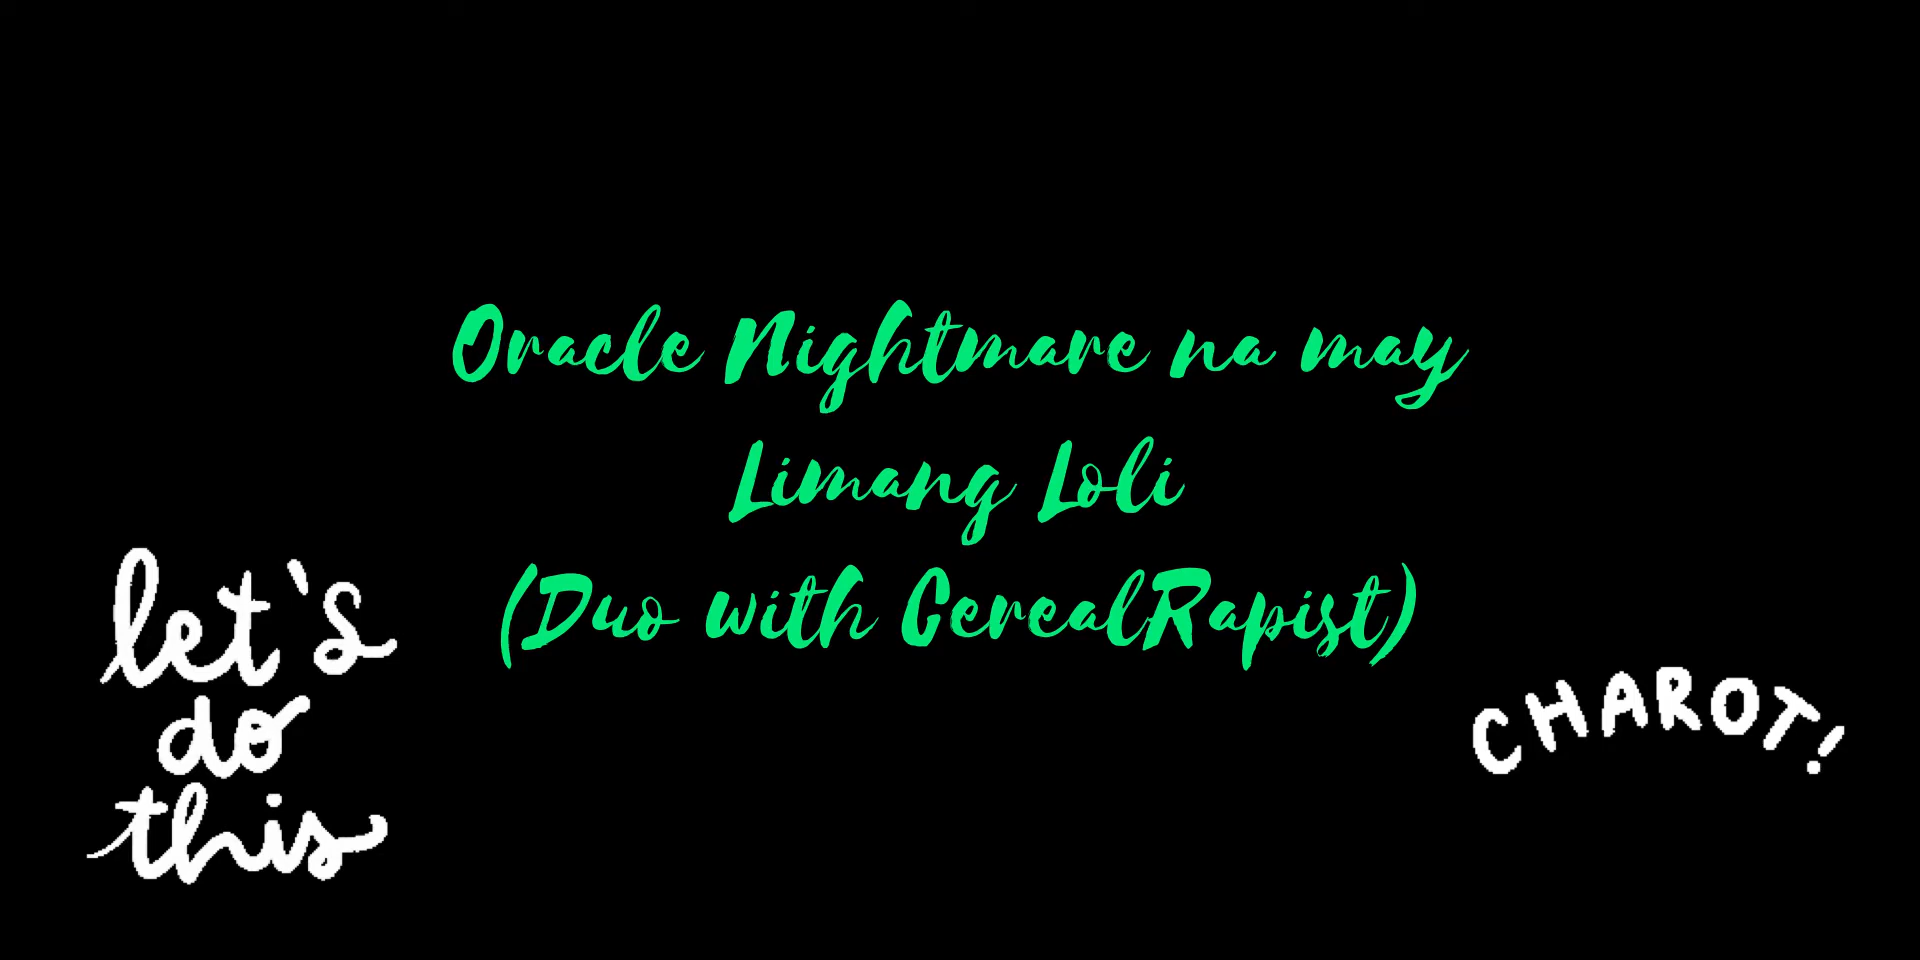 Oracle Nightmare na may
Limang Loli
(Duo with CerealRapist)
let's
do
this
CHAROT!